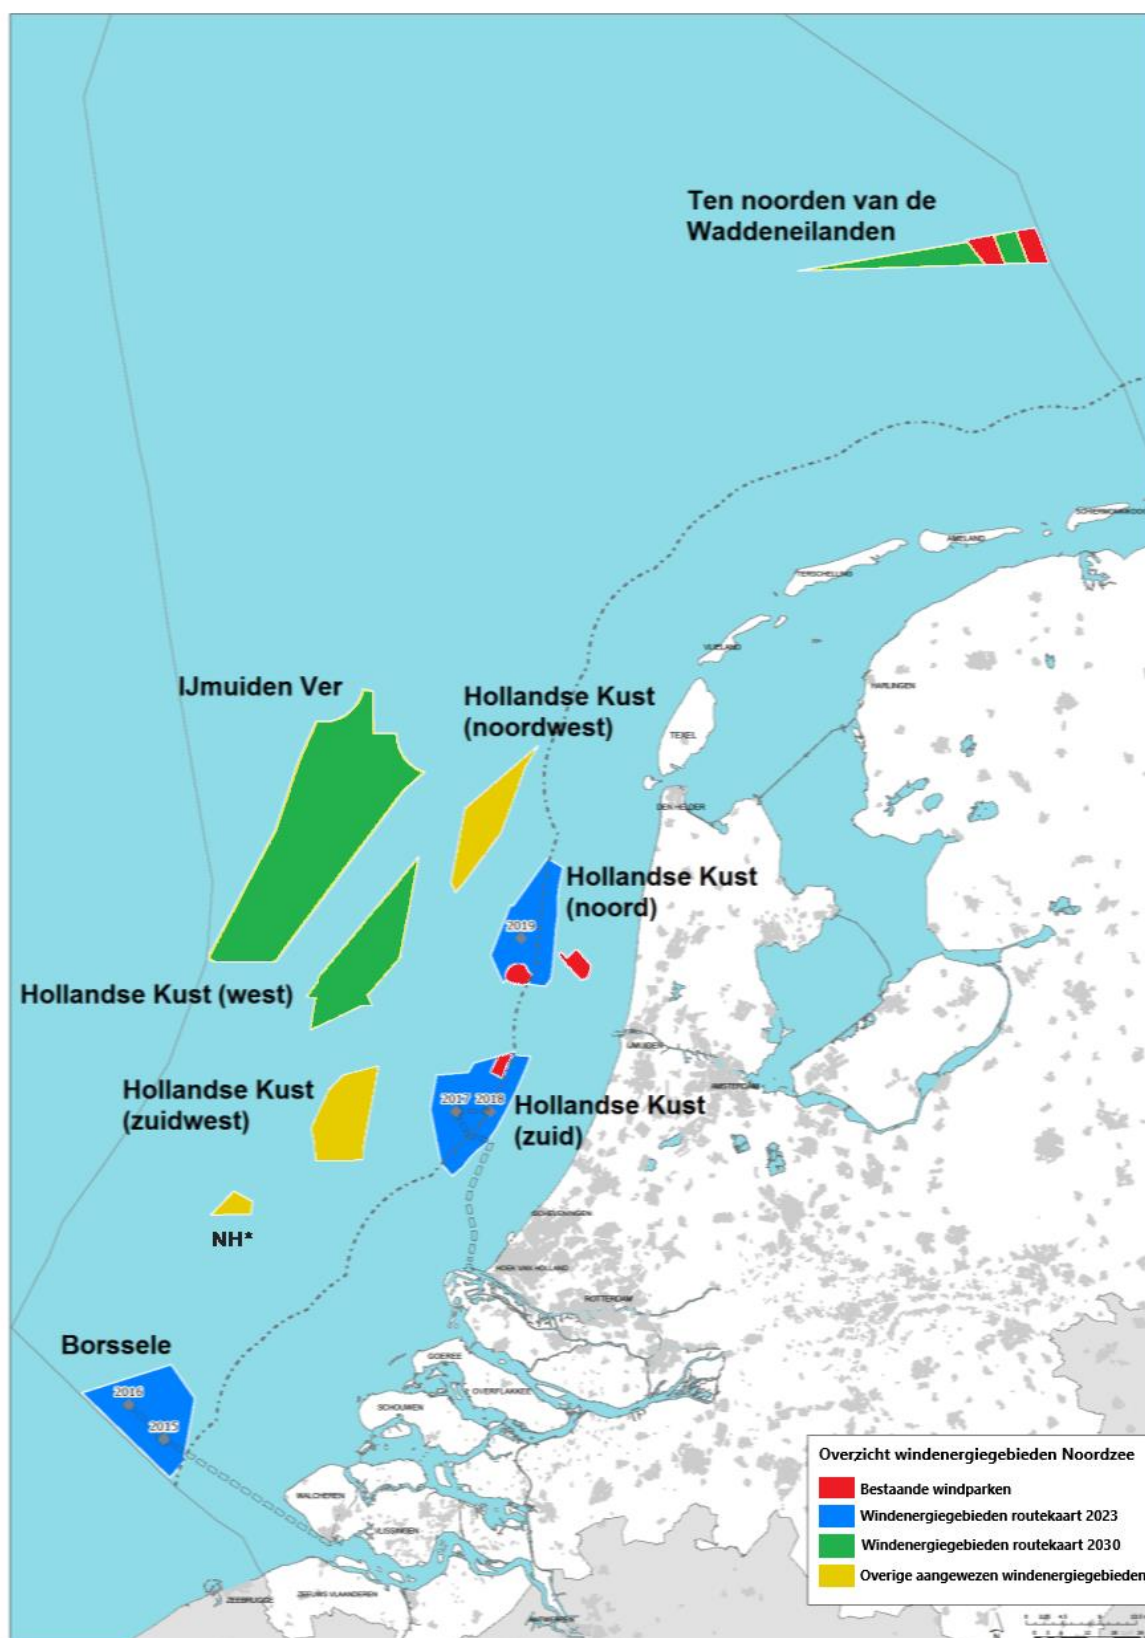 Ten noorden van de
Waddeneilanden
SCHIERMONNIKOOG
AMELAND
TERSCHELLING
VLIELAND
HARLINGEN
IJmuiden Ver
Hollandse Kust
(noordwest)
TEXEL
DEN HELDER
Hollandse Kust
(noord)
2019
Hollandse Kust (west)
IJMUIDEN
AMSTERDAM
Hollandse Kust
(zuidwest)
2017
2018
Hollandse Kust
(zuid)
SCHEVENINGEN
NH*
HOEK VAN HOLLAND
ROTTERDAM
Borssele
GOEREE
OVERFLAKKEE
2016
SCHOUWEN
2015
WALCHEREN
VLISSINGEN
ZEEBRUGGE
ZEEUWS VLAANDEREN
ANTWERPEN
Overzicht windenergiegebieden Noordzee
Bestaande windparken
Windenergiegebieden routekaart 2023
Windenergiegebieden routekaart 2030
Overige aangewezen windenergiegebieden